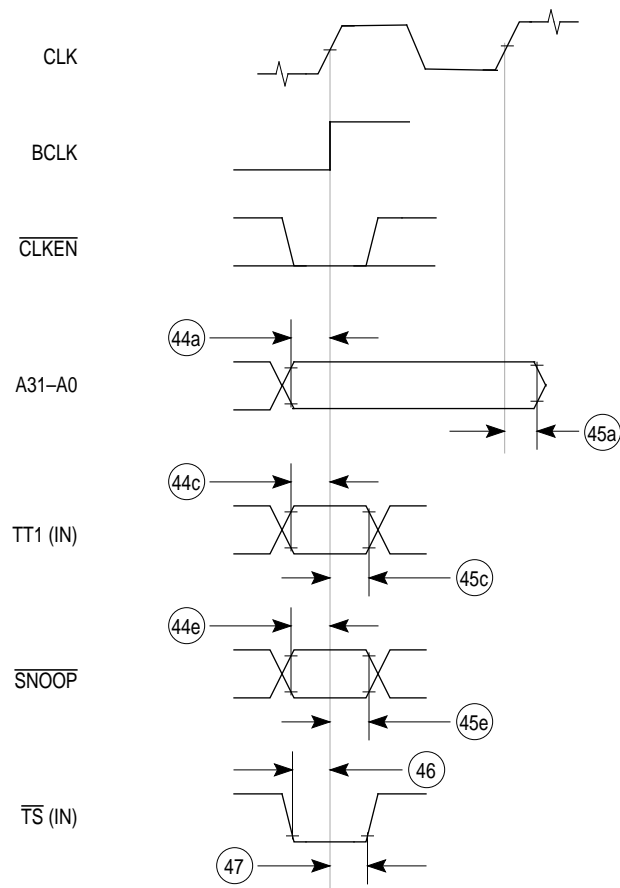 CLK
BCLK
CLKEN
44a
A31–A0
45a
44c
TT1 (IN)
45c
44e
SNOOP
45e
46
TS (IN)
47